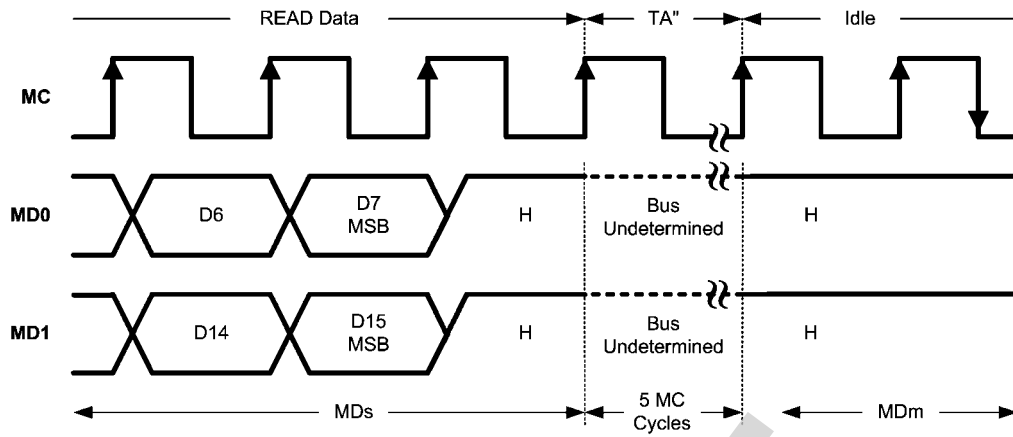 READ Data
TA"
Idle
MC
MD0
D6
D7
MSB
H
Bus
Undetermined
H
MD1
D14
D15
MSB
H
Bus
Undetermined
H
MDs
5 MC
Cycles
MDm